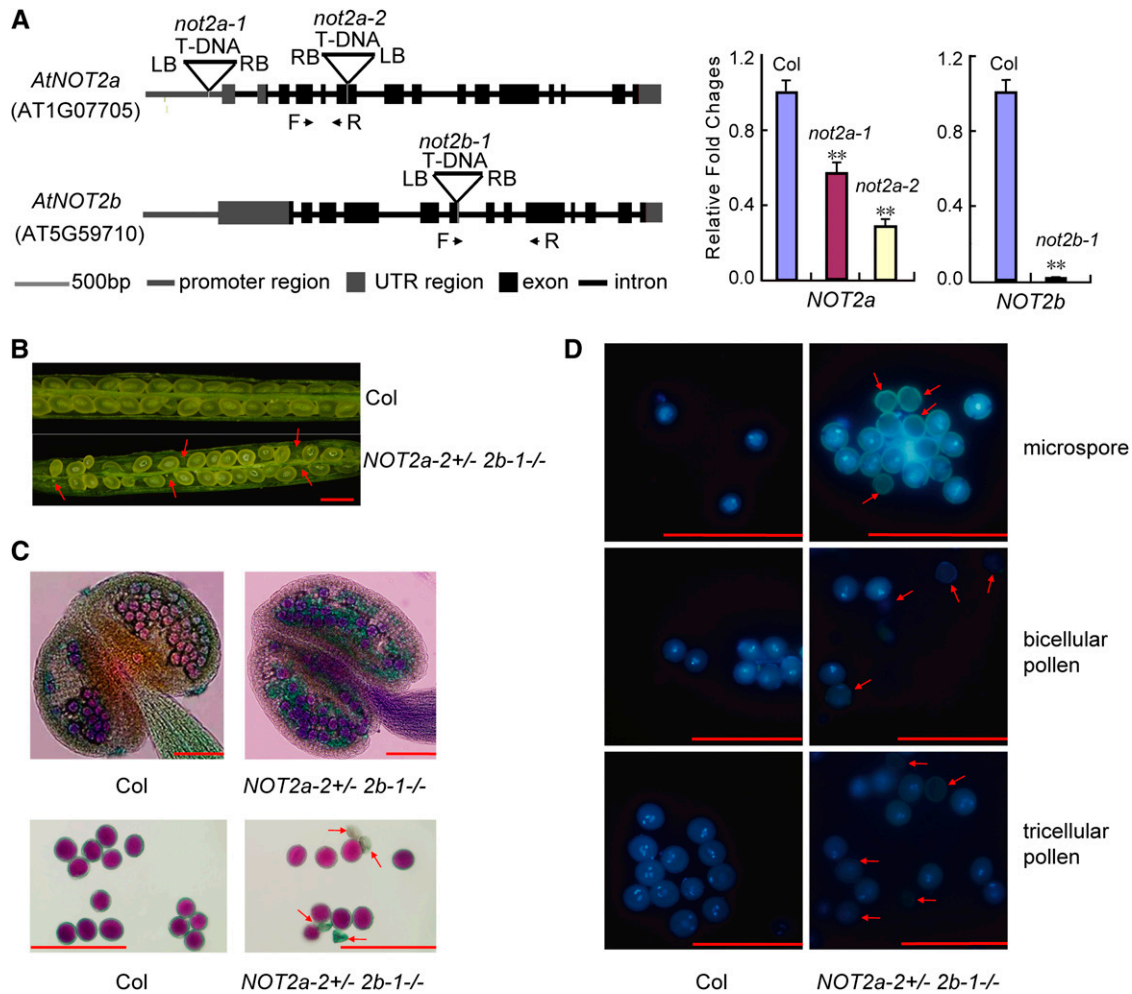 A
not2a-1
T-DNA
LB RB
not2a-2
T-DNA
RB LB
AtNOT2a
(AT1G07705)
F R
not2b-1
T-DNA
LB RB
AtNOT2b
(AT5G59710)
F R
500bp promoter region UTR region exon intron
Relative Fold Chages
1.2
0.8
0.4
0.0
Col
not2a-1
**
not2a-2
**
NOT2a
1.2
0.8
0.4
0.0
Col
not2b-1
**
NOT2b
B
Col
NOT2a-2+/- 2b-1-/-
C
Col NOT2a-2+/- 2b-1-/-
Col NOT2a-2+/- 2b-1-/-
D
microspore
bicellular
pollen
tricellular
pollen
Col NOT2a-2+/- 2b-1-/-